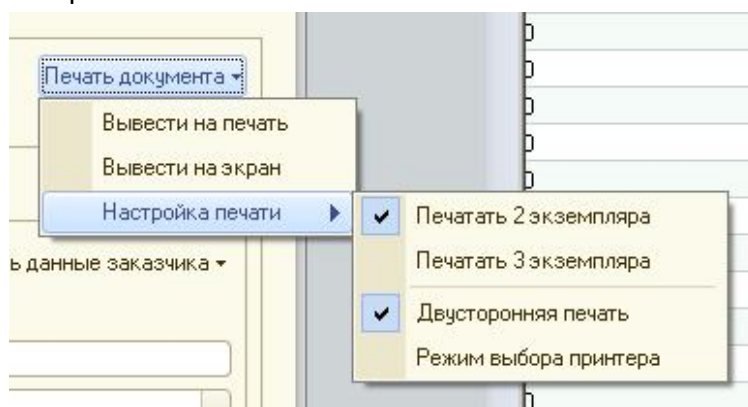 Печать документа
Вывести на печать
Вывести на экран
Настройка печати
Печатать 2 экземпляра
Печатать 3 экземпляра
ь данные заказчика
Двусторонняя печать
Режим выбора принтера